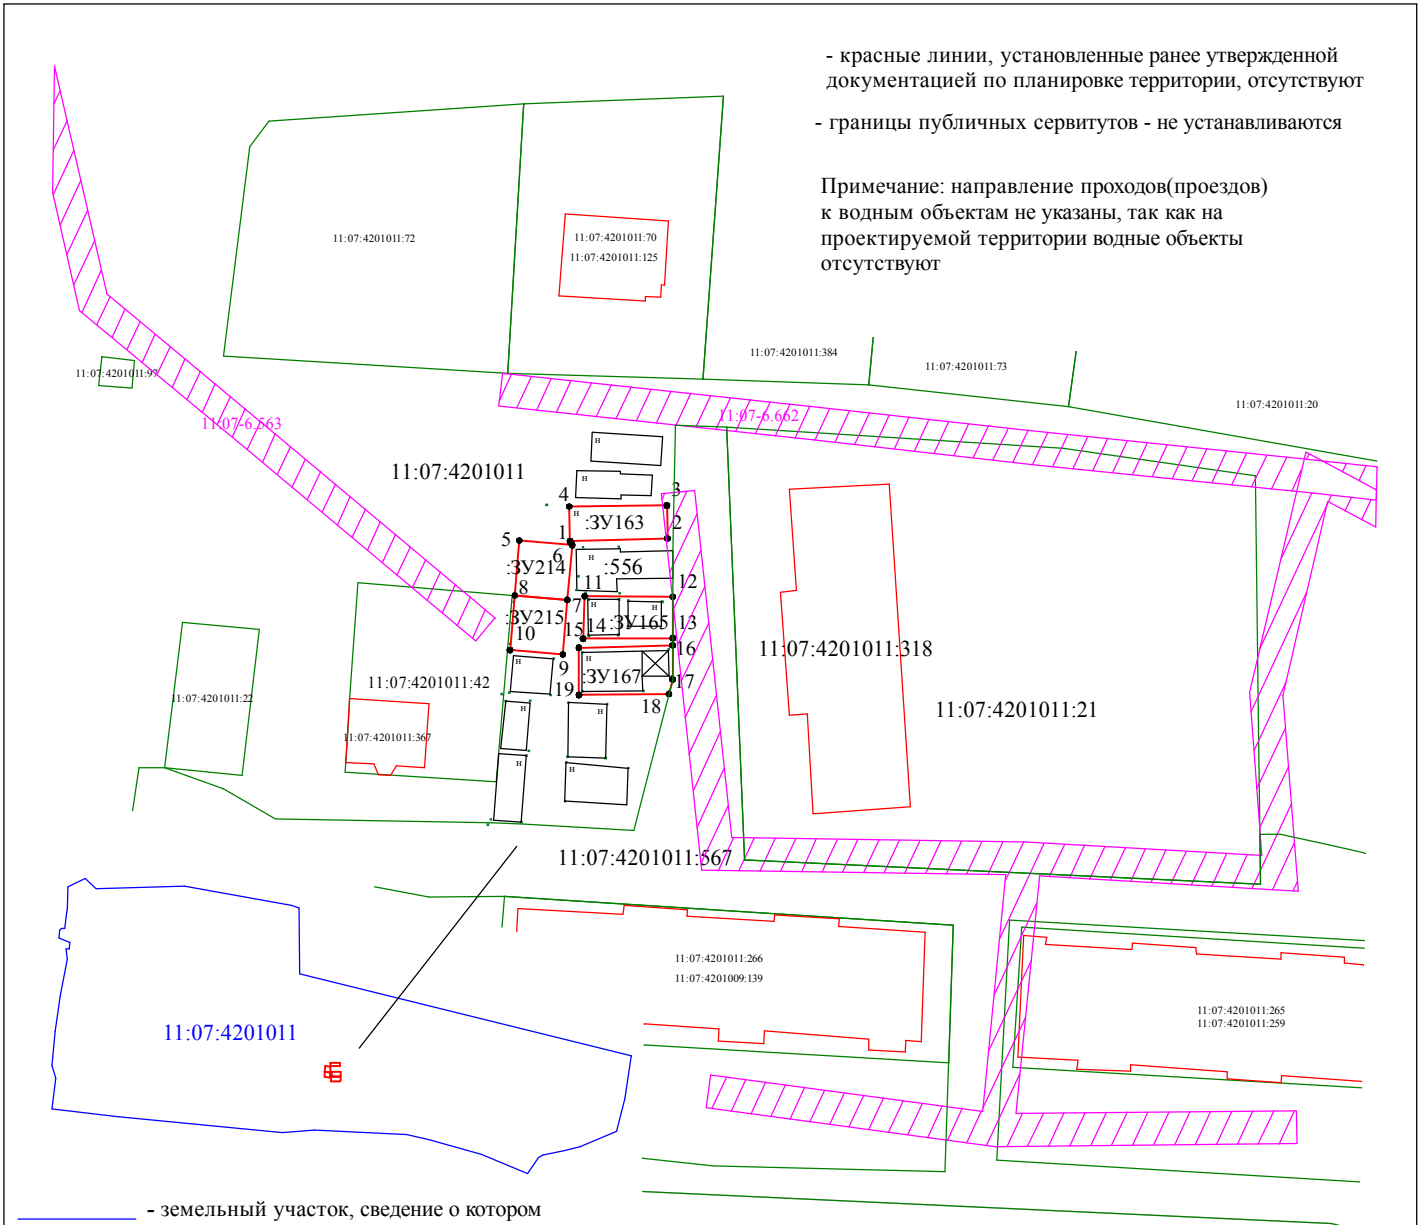 - красные линии, установленные ранее утвержденной
документацией по планировке территории, отсутствуют
- границы публичных сервитутов - не устанавливаются
Примечание: направление проходов(проездов)
к водным объектам не указаны, так как на
проектируемой территории водные объекты
отсутствуют
11:07:4201011:72
11:07:4201011:70
11:07:4201011:125
11:07:4201011:384
11:07:4201011:73
11:07:4201011:97
11:07:4201011:20
11:07-6.563
11:07-6.662
н
11:07:4201011
н
4
3
н
:ЗУ163
2
1
5
6
н
:556
:ЗУ214
8
11
12
7
н
н
:ЗУ215
14
:ЗУ165
13
10
15
16
9
н
н
:ЗУ167
17
19
18
11:07:4201011:318
11:07:4201011:42
11:07:4201011:22
11:07:4201011:21
н
н
11:07:4201011:367
н
н
11:07:4201011:567
11:07:4201011:266
11:07:4201009:139
11:07:4201011:265
11:07:4201011:259
11:07:4201011
- земельный участок, сведение о котором